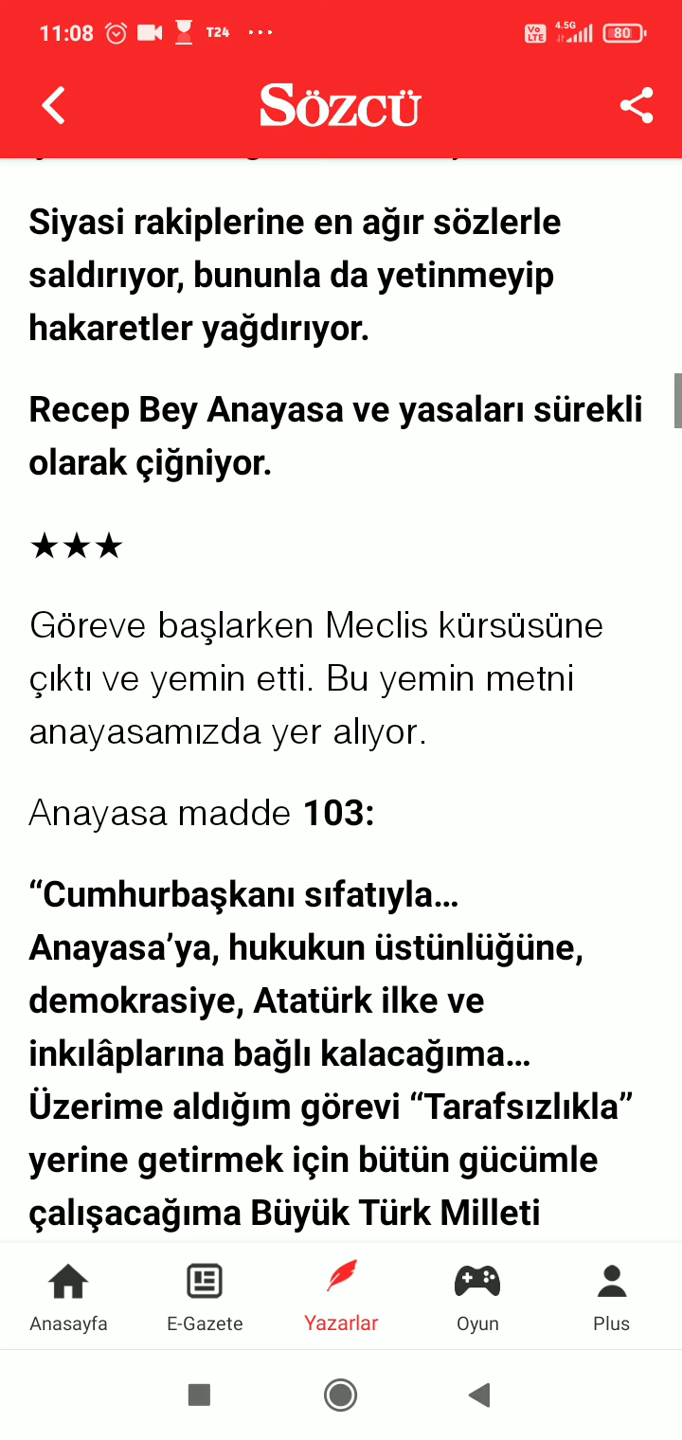 11:08 T24 ... Vo LTE 4.5G 80
SÖZCÜ
Siyasi rakiplerine en ağır sözlerle
saldırıyor, bununla da yetinmeyip
hakaretler yağdırıyor.
Recep Bey Anayasa ve yasaları sürekli
olarak çiğniyor.
★★★
Göreve başlarken Meclis kürsüsüne
çıktı ve yemin etti. Bu yemin metni
anayasamızda yer alıyor.
Anayasa madde 103:
“Cumhurbaşkanı sıfatıyla…
Anayasa’ya, hukukun üstünlüğüne,
demokrasiye, Atatürk ilke ve
inkılâplarına bağlı kalacağıma…
Üzerime aldığım görevi “Tarafsızlıkla”
yerine getirmek için bütün gücümle
çalışacağıma Büyük Türk Milleti
Anasayfa E-Gazete Yazarlar Oyun Plus